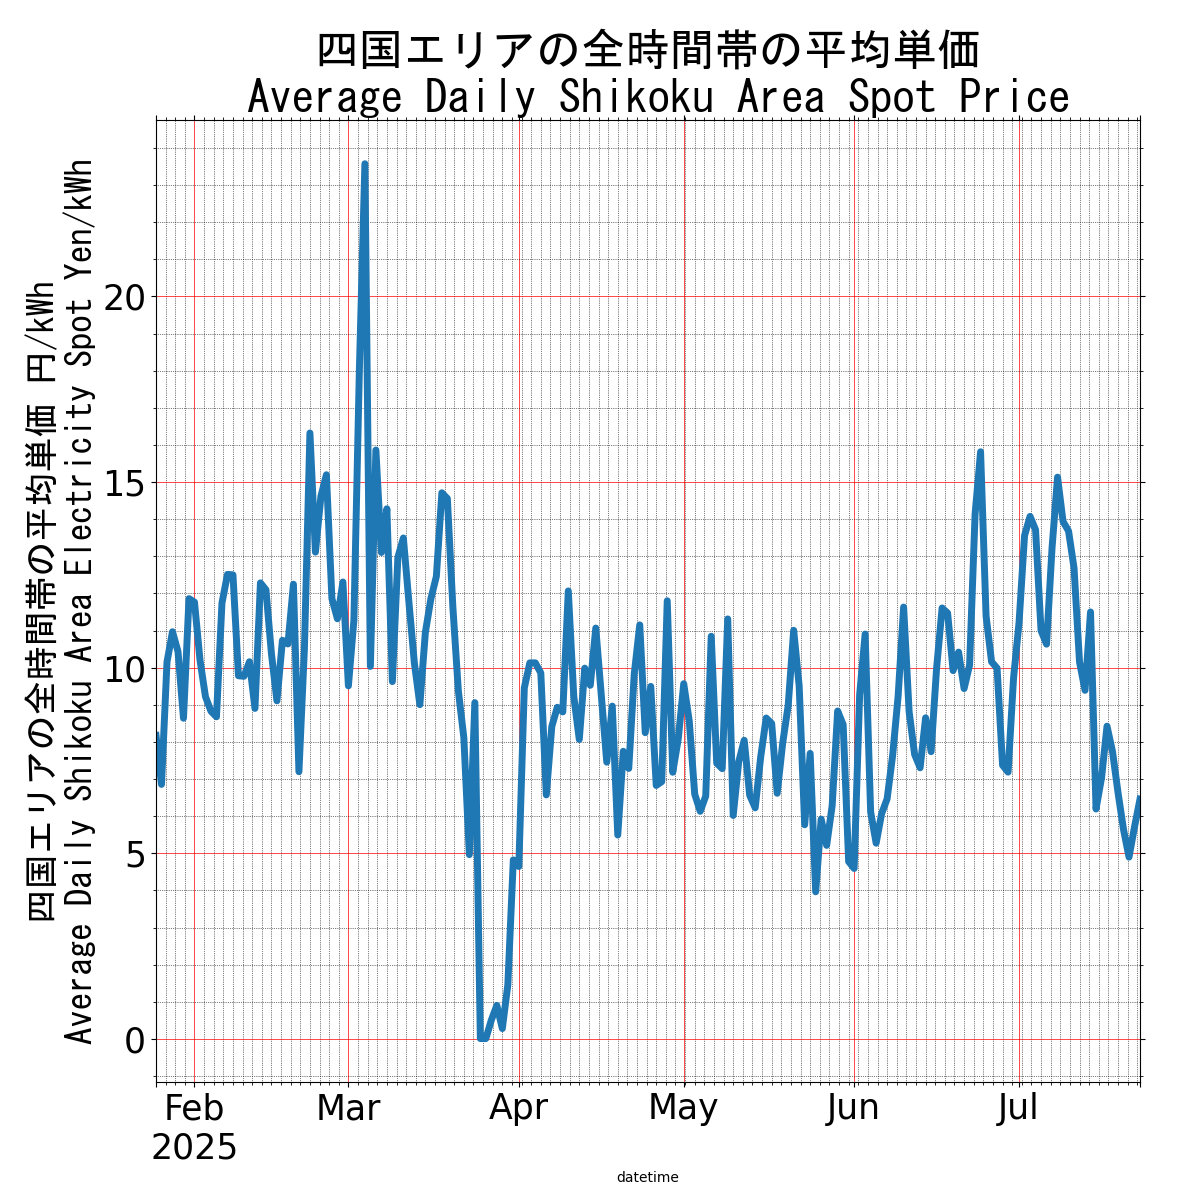 四国エリアの全時間帯の平均単価
Average Daily Shikoku Area Spot Price
四国エリアの全時間帯の平均単価 円/kWh
Average Daily Shikoku Area Electricity Spot Yen/kWh
20
15
10
5
0
Feb Mar Apr May Jun Jul
2025
datetime